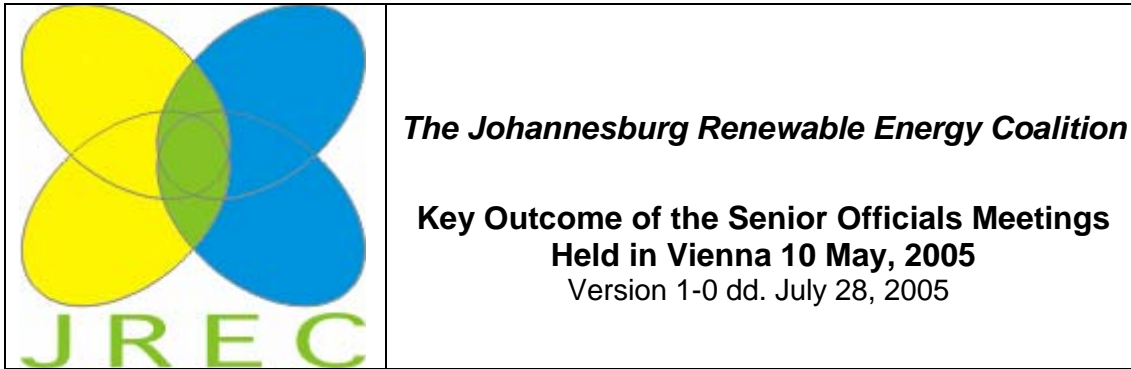 JREC
The Johannesburg Renewable Energy Coalition
Key Outcome of the Senior Officials Meetings
Held in Vienna 10 May, 2005
Version 1-0 dd. July 28, 2005